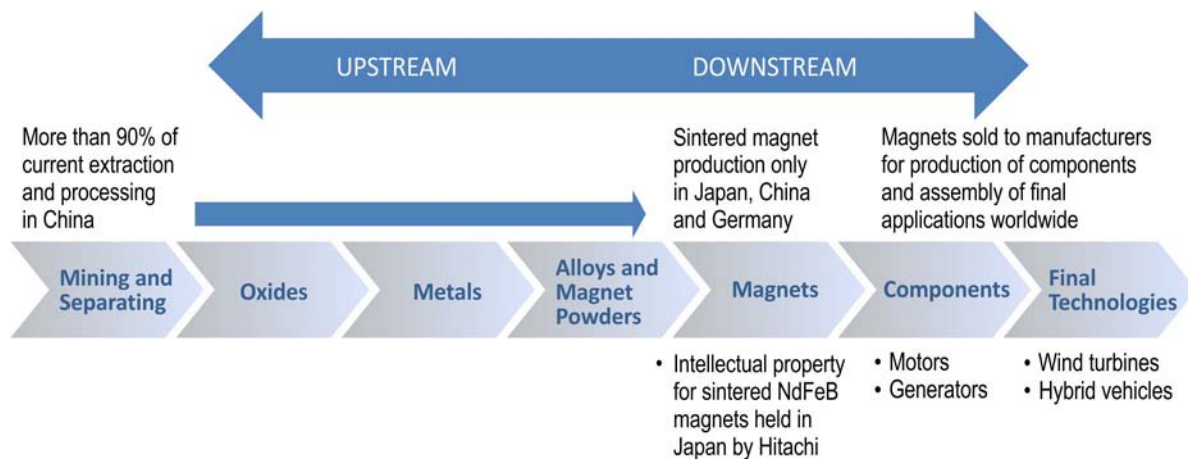 UPSTREAM
DOWNSTREAM
More than 90% of
current extraction
and processing
in China
Sintered magnet
production only
in Japan, China
and Germany
Magnets sold to manufacturers
for production of components
and assembly of final
applications worldwide
Mining and
Separating
Oxides
Metals
Alloys and
Magnet
Powders
Magnets
Components
Final
Technologies
• Intellectual property
for sintered NdFeB
magnets held in
Japan by Hitachi
• Motors
• Generators
• Wind turbines
• Hybrid vehicles